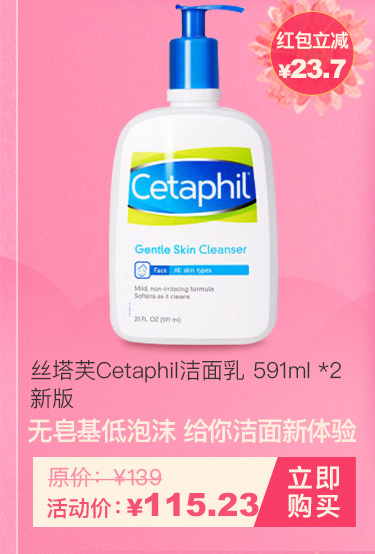 红包立减
¥23.7
Cetaphil
Gentle Skin Cleanser
Face All skin types
Mild, non-irritating formula
Softens as it cleans
20 FL OZ (591 ml)
丝塔芙Cetaphil洁面乳 591ml *2
新版
无皂基低泡沫 给你洁面新体验
原价：¥139
活动价：¥115.23
立即
购买